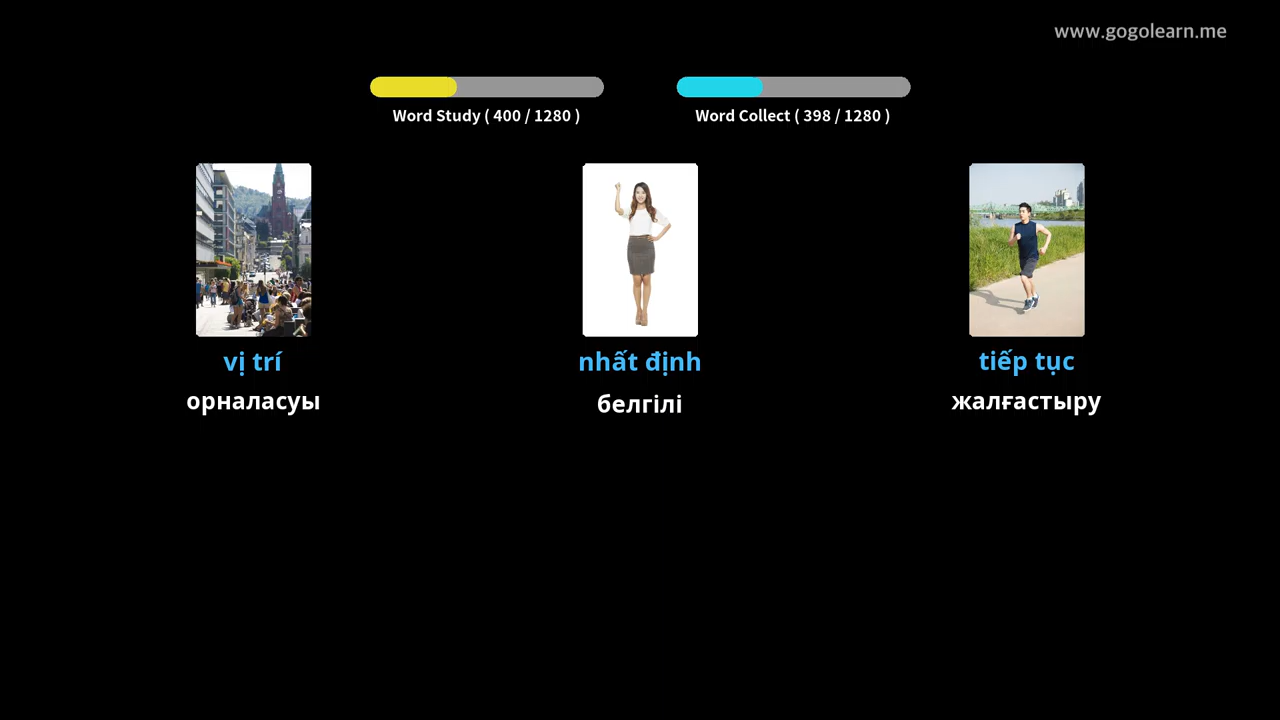 www.gogolearn.me
Word Study ( 400 / 1280 )
Word Collect ( 398 / 1280 )
vị trí
nhất định
tiếp tục
орналасуы
белгілі
жалғастыру